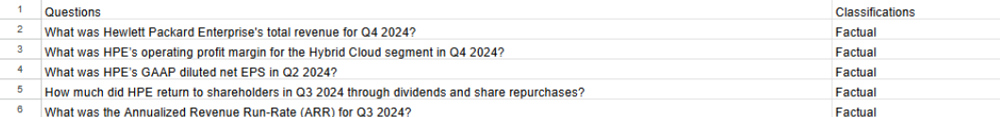 1 Questions Classifications
2 What was Hewlett Packard Enterprise's total revenue for Q4 2024? Factual
3 What was HPE's operating profit margin for the Hybrid Cloud segment in Q4 2024? Factual
4 What was HPE's GAAP diluted net EPS in Q2 2024? Factual
5 How much did HPE return to shareholders in Q3 2024 through dividends and share repurchases? Factual
6 What was the Annualized Revenue Run-Rate (ARR) for Q3 2024? Factual